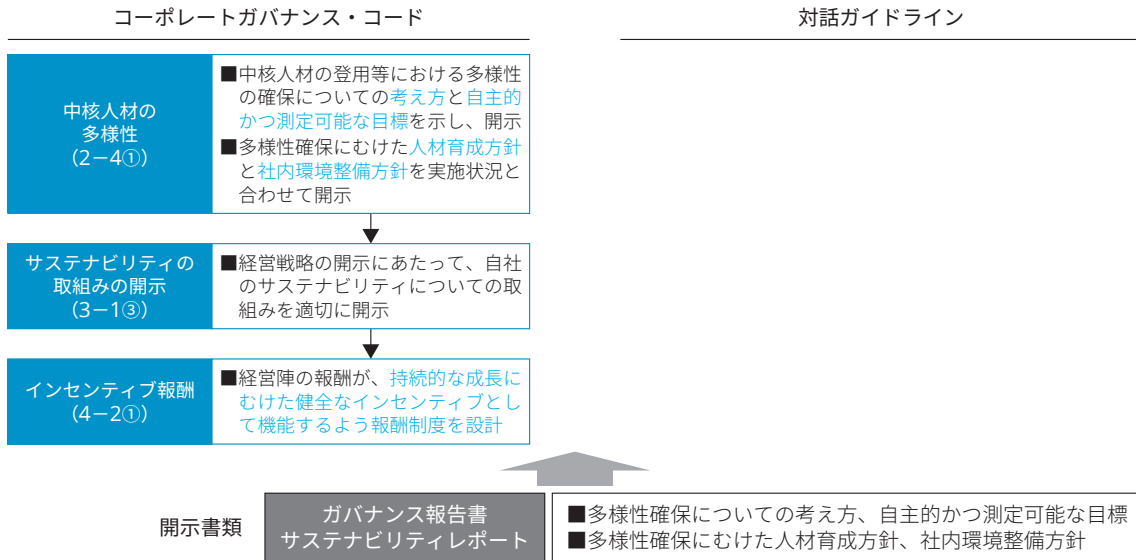 コーポレートガバナンス・コード
対話ガイドライン
中核人材の
多様性
(2−4①)
■中核人材の登用等における多様性
の確保についての考え方と自主的
かつ測定可能な目標を示し、開示
■多様性確保にむけた人材育成方針
と社内環境整備方針を実施状況と
合わせて開示
サステナビリティの
取組みの開示
(3−1③)
■経営戦略の開示にあたって、自社
のサステナビリティについての取
組みを適切に開示
インセンティブ報酬
(4−2①)
■経営陣の報酬が、持続的な成長に
むけた健全なインセンティブとし
て機能するよう報酬制度を設計
開示書類
ガバナンス報告書
サステナビリティレポート
■多様性確保についての考え方、自主的かつ測定可能な目標
■多様性確保にむけた人材育成方針、社内環境整備方針